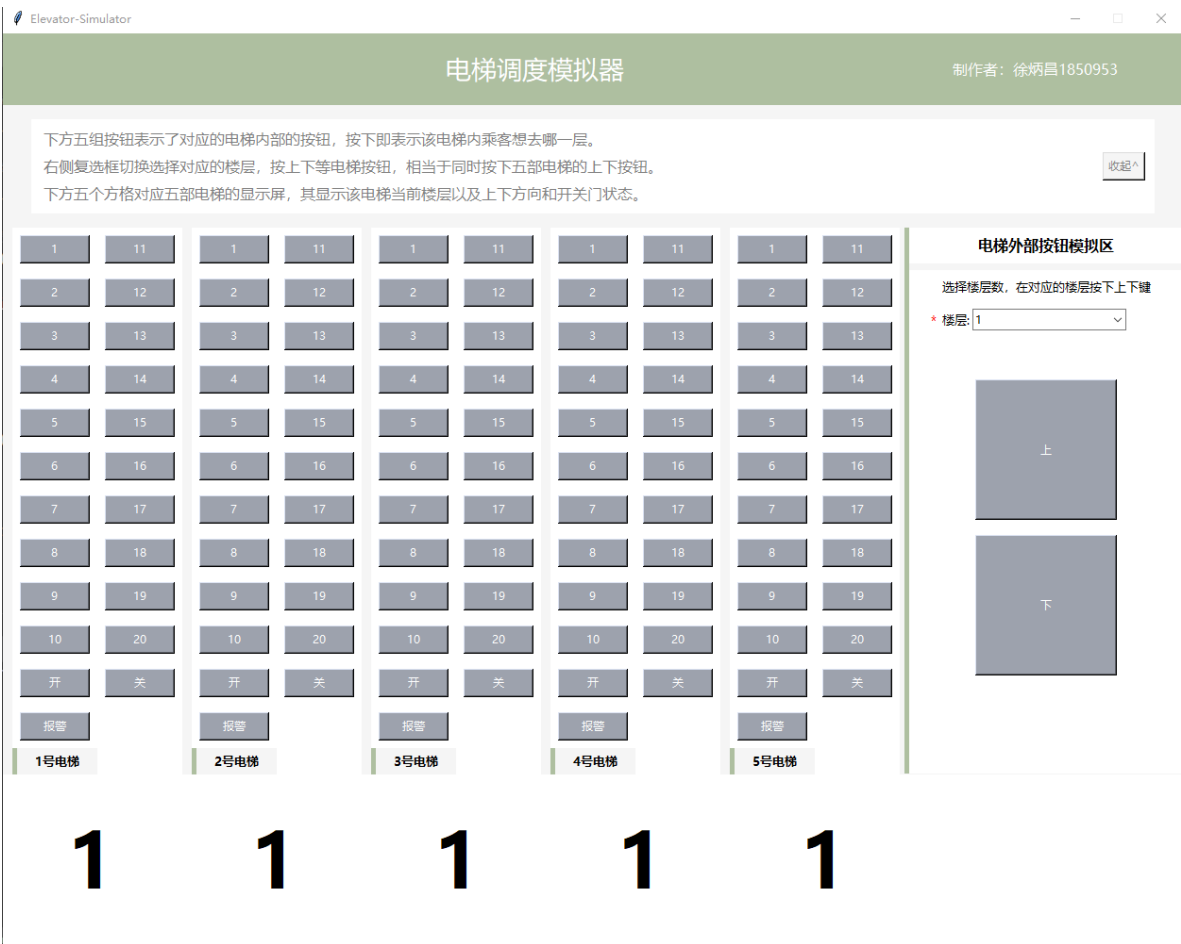 Elevator-Simulator
电梯调度模拟器 制作者：徐炳昌1850953
下方五组按钮表示了对应的电梯内部的按钮，按下即表示该电梯内乘客想去哪一层。
右侧复选框切换选择对应的楼层，按上下等电梯按钮，相当于同时按下五部电梯的上下按钮。
下方五个方格对应五部电梯的显示屏，其显示该电梯当前楼层以及上下方向和开关门状态。
收起^
1 11 1 11 1 11 1 11 1 11
2 12 2 12 2 12 2 12 2 12
3 13 3 13 3 13 3 13 3 13
4 14 4 14 4 14 4 14 4 14
5 15 5 15 5 15 5 15 5 15
6 16 6 16 6 16 6 16 6 16
7 17 7 17 7 17 7 17 7 17
8 18 8 18 8 18 8 18 8 18
9 19 9 19 9 19 9 19 9 19
10 20 10 20 10 20 10 20 10 20
开 关 开 关 开 关 开 关 开 关
报警 报警 报警 报警 报警
1号电梯 2号电梯 3号电梯 4号电梯 5号电梯
电梯外部按钮模拟区
选择楼层数，在对应的楼层按下上下键
* 楼层: 1
上
下
1 1 1 1 1